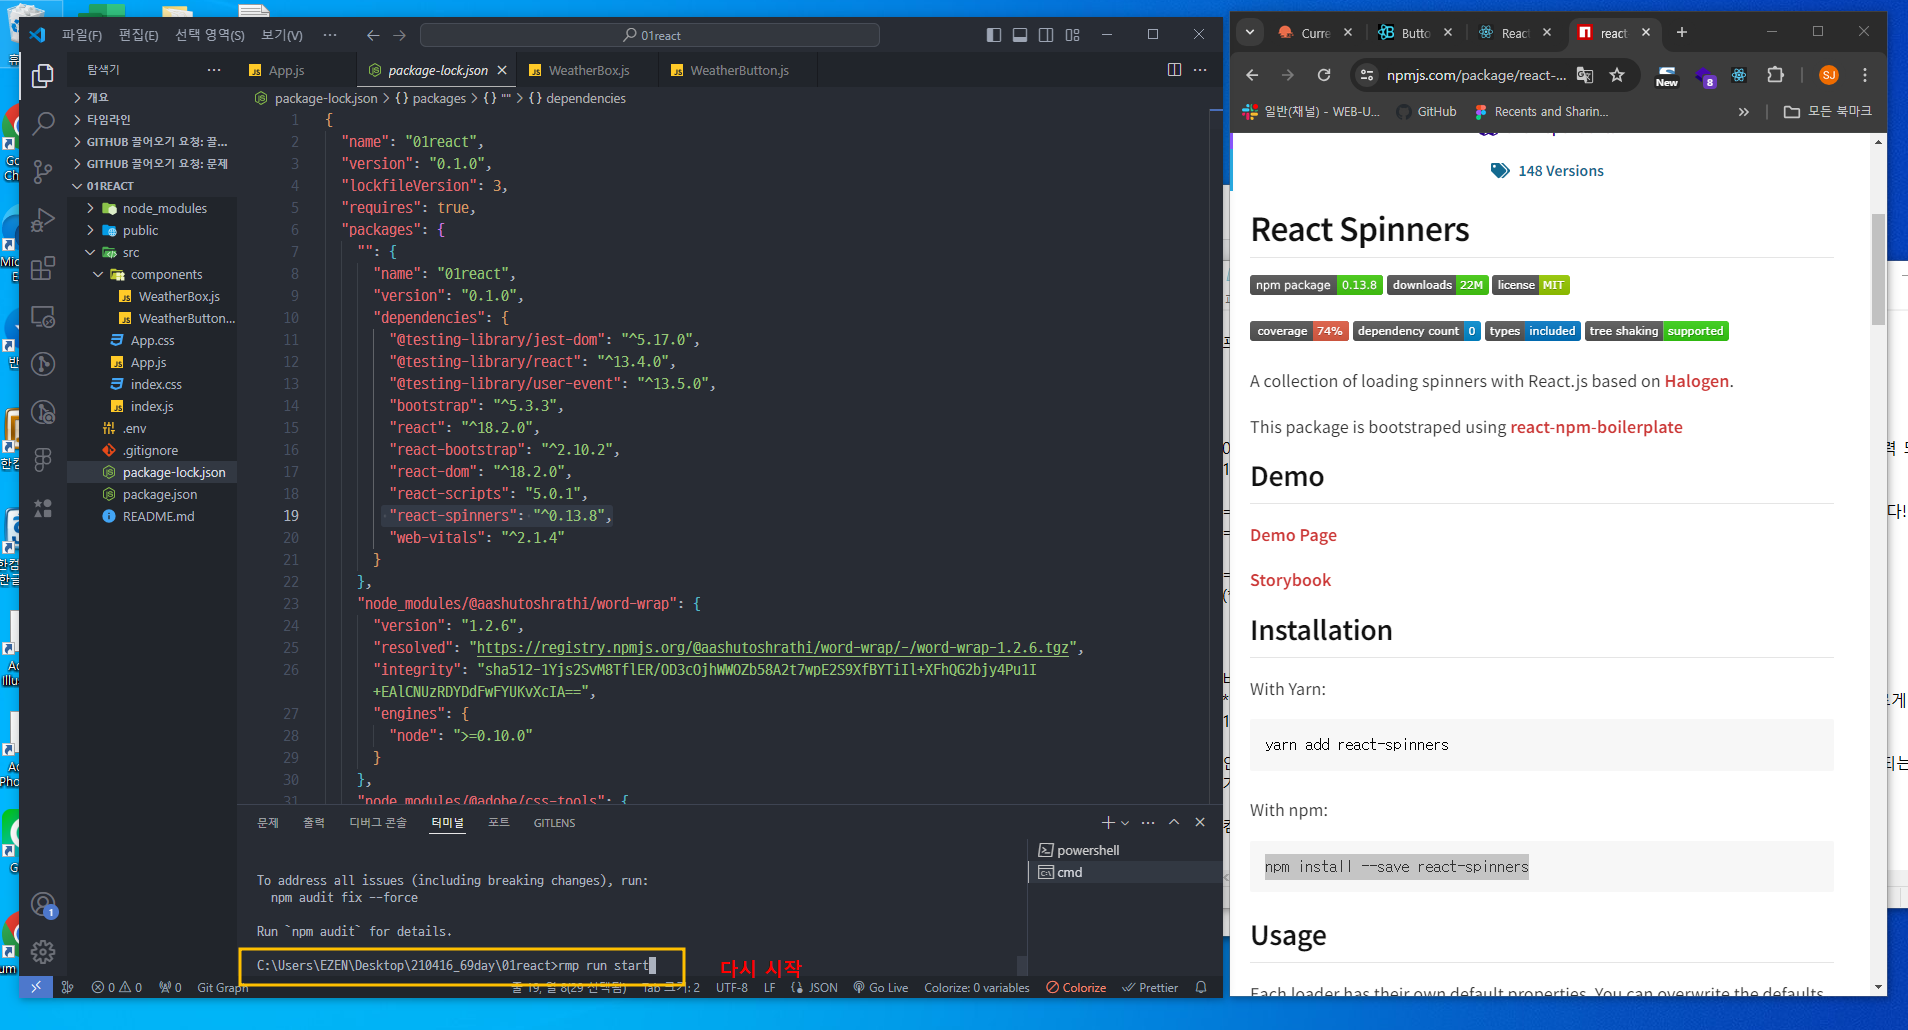 파일(F) 편집(E) 선택 영역(S) 보기(V) ··· 01react
탐색기 ···
개요
타임라인
GITHUB 끌어오기 요청: 끌...
GITHUB 끌어오기 요청: 문제
01REACT
node_modules
public
src
components
WeatherBox.js
WeatherButton...
App.css
App.js
index.css
index.js
.env
.gitignore
package-lock.json
package.json
README.md
App.js package-lock.json WeatherBox.js WeatherButton.js
package-lock.json > {} packages > {} "" > {} dependencies
1 {
2 "name": "01react",
3 "version": "0.1.0",
4 "lockfileVersion": 3,
5 "requires": true,
6 "packages": {
7 "": {
8 "name": "01react",
9 "version": "0.1.0",
10 "dependencies": {
11 "@testing-library/jest-dom": "^5.17.0",
12 "@testing-library/react": "^13.4.0",
13 "@testing-library/user-event": "^13.5.0",
14 "bootstrap": "^5.3.3",
15 "react": "^18.2.0",
16 "react-bootstrap": "^2.10.2",
17 "react-dom": "^18.2.0",
18 "react-scripts": "5.0.1",
19 "react-spinners": "^0.13.8",
20 "web-vitals": "^2.1.4"
21 }
22 },
23 "node_modules/@aashutoshrathi/word-wrap": {
24 "version": "1.2.6",
25 "resolved": "https://registry.npmjs.org/@aashutoshrathi/word-wrap/-/word-wrap-1.2.6.tgz",
26 "integrity": "sha512-1Yjs2SvM8TflER/OD3cOjhWWOZb58A2t7wpE2S9XfBYTiIl+XFhQG2bjy4Pu1I
+EAlCNUzRDYDdFwFYUKvXcIA==",
27 "engines": {
28 "node": ">=0.10.0"
29 }
30 },
31 "node_modules/@adobe/css-tools": {
문제 출력 디버그 콘솔 터미널 포트 GITLENS
powershell
cmd
To address all issues (including breaking changes), run:
npm audit fix --force
Run `npm audit` for details.
C:\Users\EZEN\Desktop\210416_69day\01react>rmp run start
다시 시작
0 0 0 Git Graph 줄 19, 열 8(29 선택됨) Tab 크기: 2 UTF-8 LF {} JSON Go Live Colorize: 0 variables Colorize Prettier
1
Curre Butto React react
npmjs.com/package/react-... New 8 SJ
일반(채널) - WEB-U... GitHub Recents and Sharin... » 모든 북마크
148 Versions
React Spinners
npm package 0.13.8 downloads 22M license MIT
coverage 74% dependency count 0 types included tree shaking supported
A collection of loading spinners with React.js based on Halogen.
This package is bootstraped using react-npm-boilerplate
Demo
Demo Page
Storybook
Installation
With Yarn:
yarn add react-spinners
With npm:
npm install --save react-spinners
Usage
Each loader has their own default properties. You can overwrite the defaults